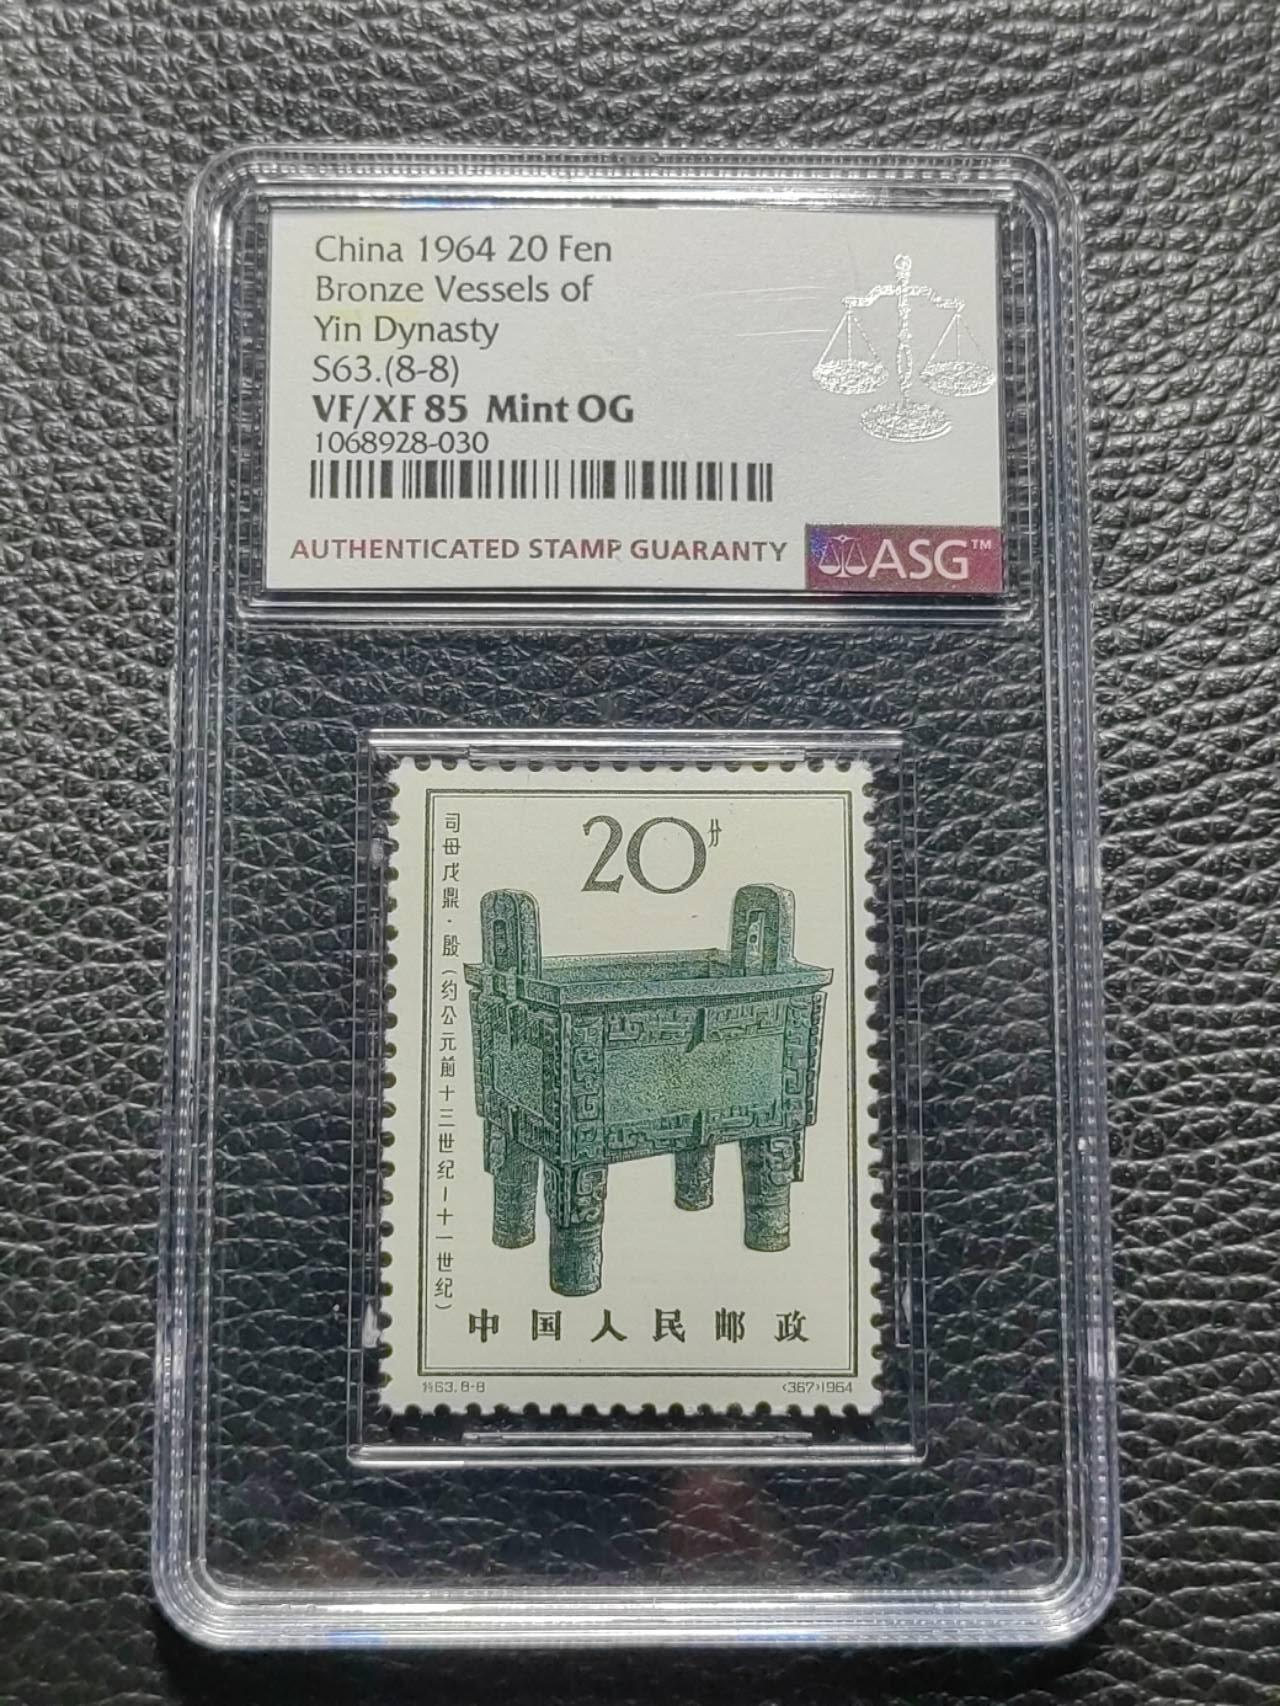 China 1964 20 Fen
Bronze Vessels of
Yin Dynasty
S63.(8-8)
VF/XF 85 Mint OG
1068928-030
AUTHENTICATED STAMP GUARANTY
ASG™
20分
司母戊鼎·殷(约公元前十三世纪—十一世纪)
中国人民邮政
特63.8-8
(367)1964